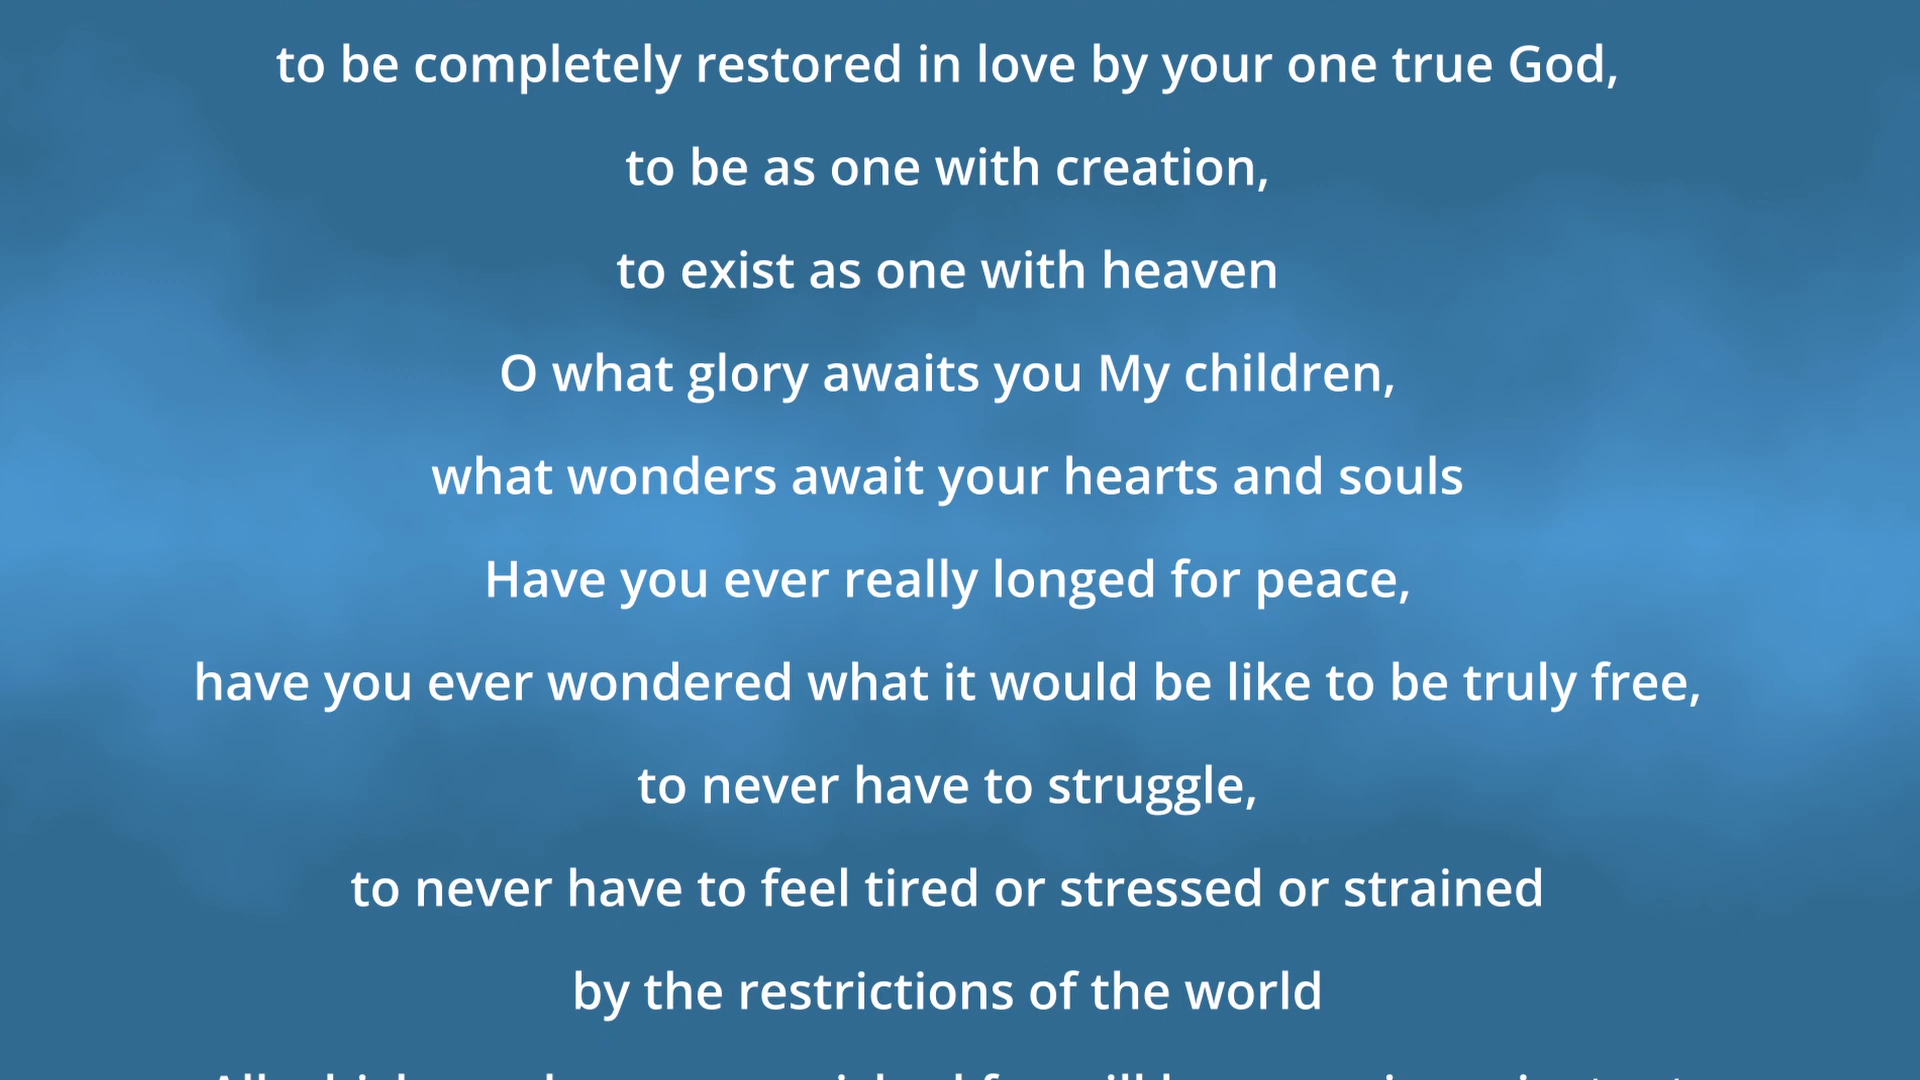 to be completely restored in love by your one true God,
to be as one with creation,
to exist as one with heaven
O what glory awaits you My children,
what wonders await your hearts and souls
Have you ever really longed for peace,
have you ever wondered what it would be like to be truly free,
to never have to struggle,
to never have to feel tired or stressed or strained
by the restrictions of the world